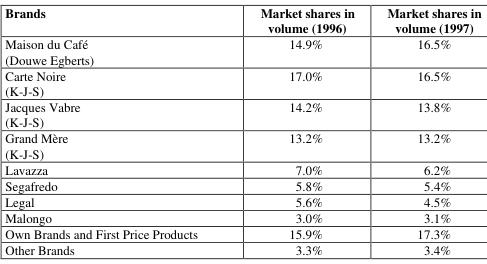 Brands Market shares in volume (1996) Market shares in volume (1997)
Maison du Café (Douwe Egberts) 14.9% 16.5%
Carte Noire (K-J-S) 17.0% 16.5%
Jacques Vabre (K-J-S) 14.2% 13.8%
Grand Mère (K-J-S) 13.2% 13.2%
Lavazza 7.0% 6.2%
Segafredo 5.8% 5.4%
Legal 5.6% 4.5%
Malongo 3.0% 3.1%
Own Brands and First Price Products 15.9% 17.3%
Other Brands 3.3% 3.4%